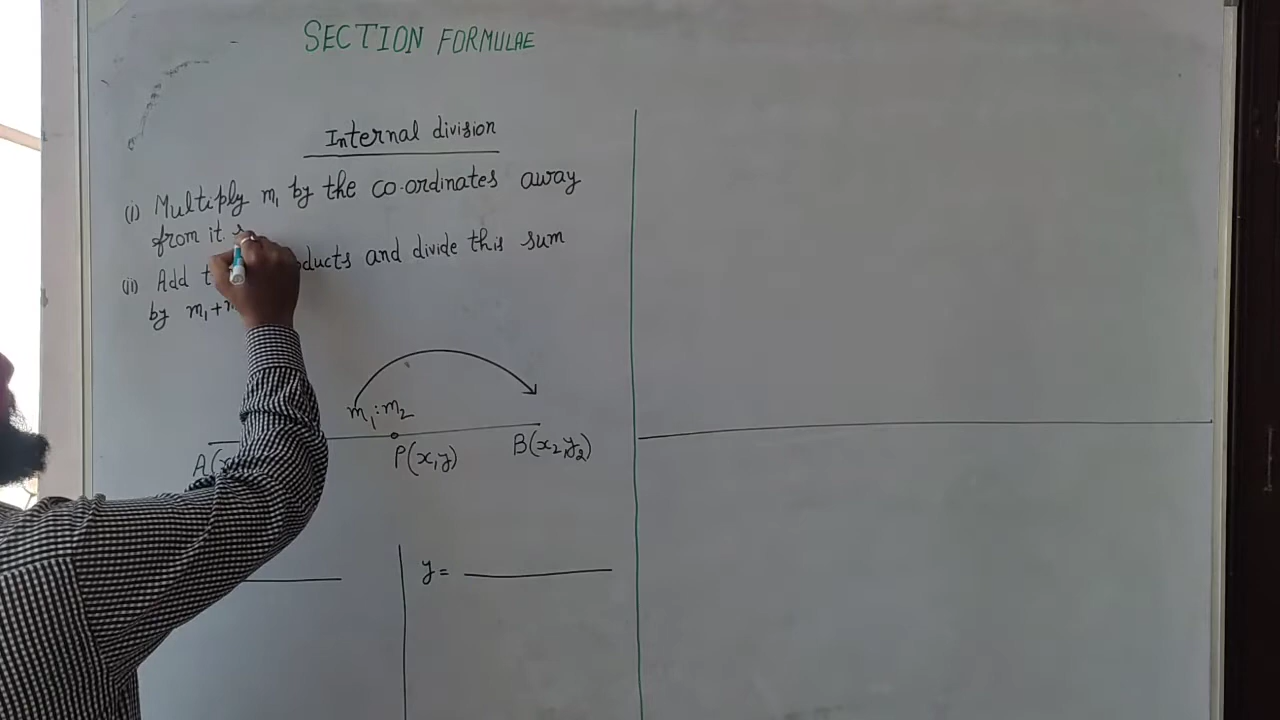 SECTION FORMULAE
Internal division
(i) Multiply m₁ by the co-ordinates away
from it.
(ii) Add products and divide this sum
by m₁+
m₁:m₂
A( P(x,y) B(x₂,y₂)
y =